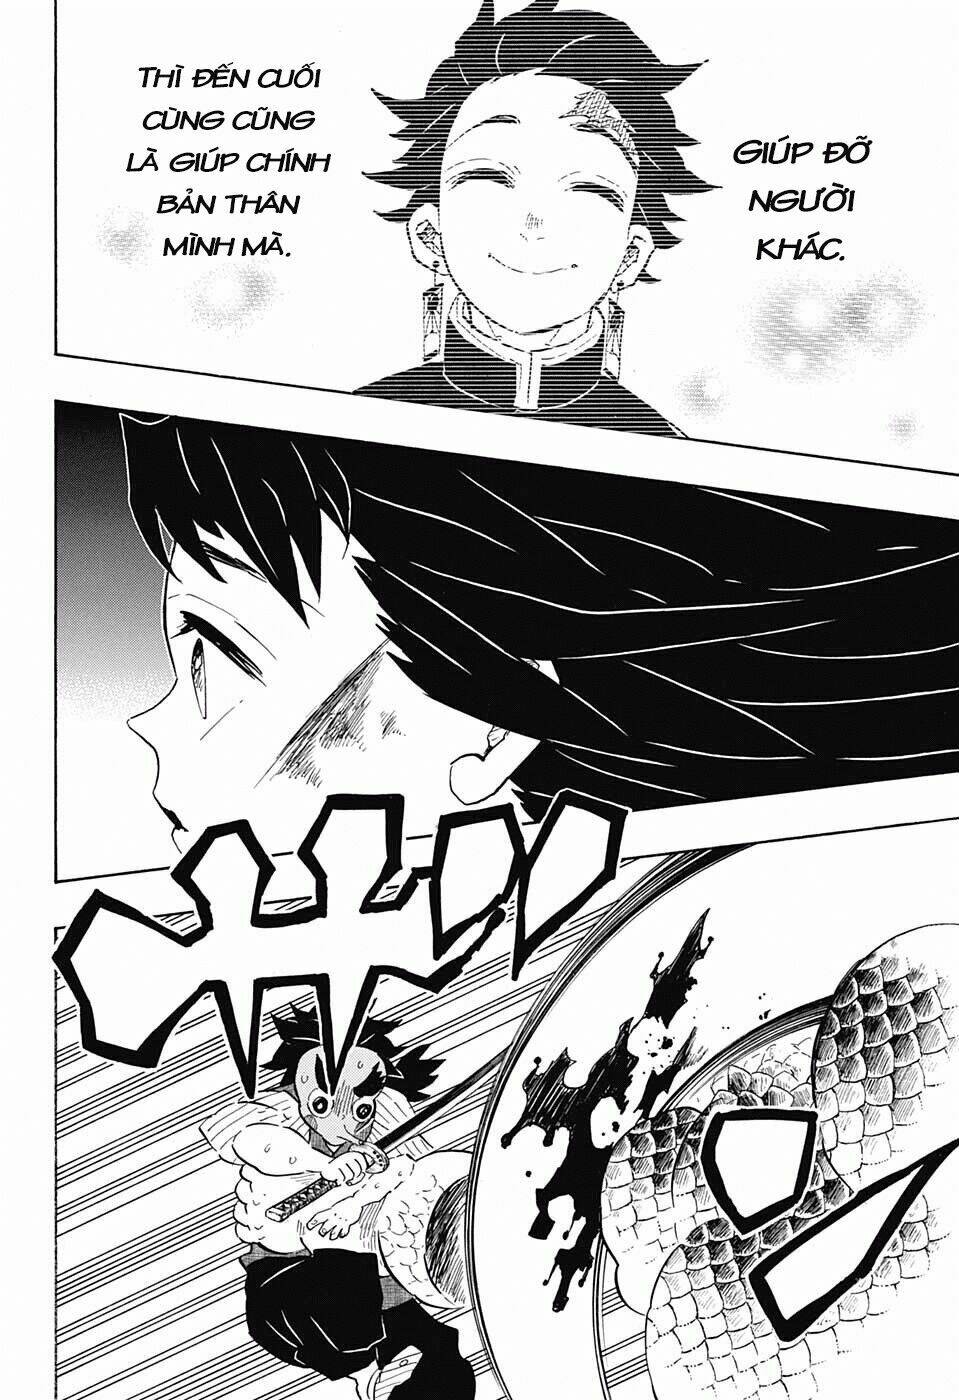 GIÚP ĐỠ
NGƯỜI
KHÁC.
THÌ ĐẾN CUỐI
CÙNG CŨNG
LÀ GIÚP CHÍNH
BẢN THÂN
MÌNH MÀ.